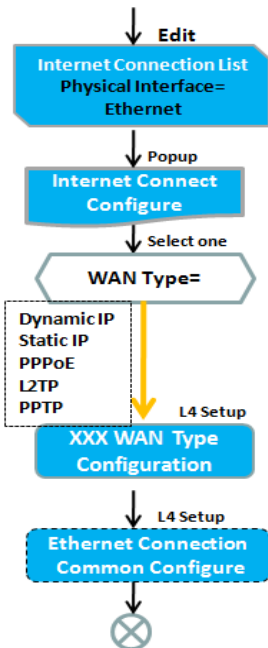 Edit
Internet Connection List
Physical Interface=
Ethernet
Popup
Internet Connect
Configure
Select one
WAN Type=
Dynamic IP
Static IP
PPPoE
L2TP
PPTP
L4 Setup
XXX WAN Type
Configuration
L4 Setup
Ethernet Connection
Common Configure